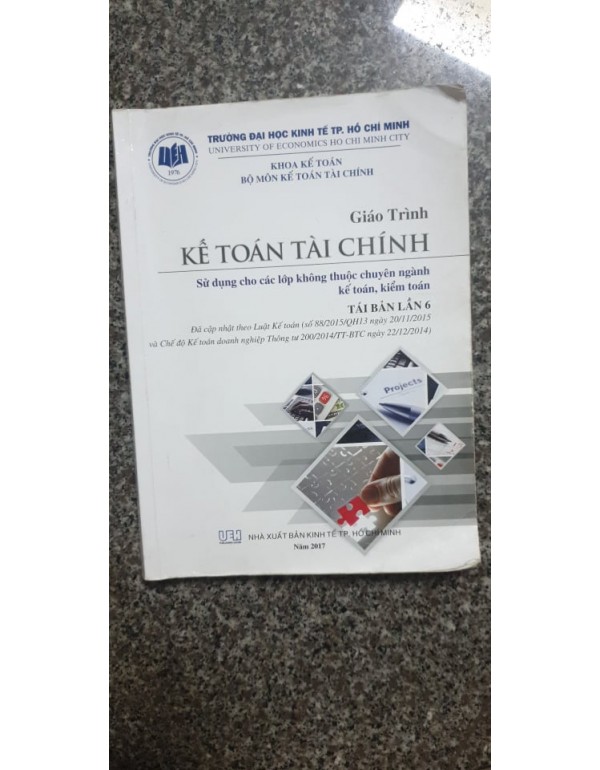 TRƯỜNG ĐẠI HỌC KINH TẾ TP. HỒ CHÍ MINH
UNIVERSITY OF ECONOMICS HO CHI MINH CITY
KHOA KẾ TOÁN
BỘ MÔN KẾ TOÁN TÀI CHÍNH
UEH
1976
Giáo Trình
KẾ TOÁN TÀI CHÍNH
Sử dụng cho các lớp không thuộc chuyên ngành
kế toán, kiểm toán
TÁI BẢN LẦN 6
Đã cập nhật theo Luật Kế toán (số 88/2015/QH13 ngày 20/11/2015
và Chế độ Kế toán doanh nghiệp Thông tư 200/2014/TT-BTC ngày 22/12/2014)
Projects
UEH
NHÀ XUẤT BẢN KINH TẾ TP. HỒ CHÍ MINH
Năm 2017